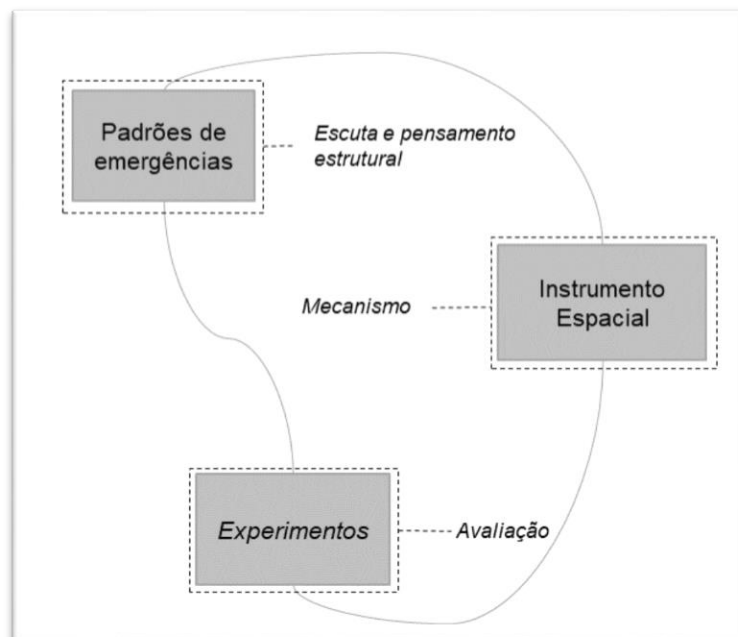 Padrões de
emergências
Escuta e pensamento
estrutural
Instrumento
Espacial
Mecanismo
Experimentos
Avaliação